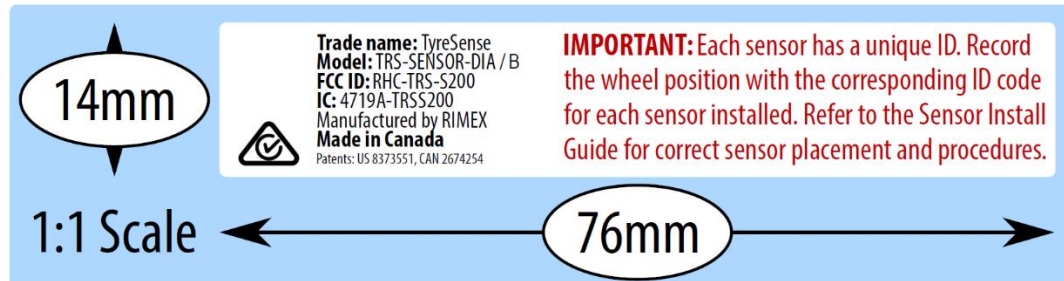 14mm
Trade name: TyreSense
Model: TRS-SENSOR-DIA / B
FCC ID: RHC-TRS-S200
IC: 4719A-TRSS200
Manufactured by RIMEX
Made in Canada
Patents: US 8373551, CAN 2674254
IMPORTANT: Each sensor has a unique ID. Record
the wheel position with the corresponding ID code
for each sensor installed. Refer to the Sensor Install
Guide for correct sensor placement and procedures.
1:1 Scale
76mm